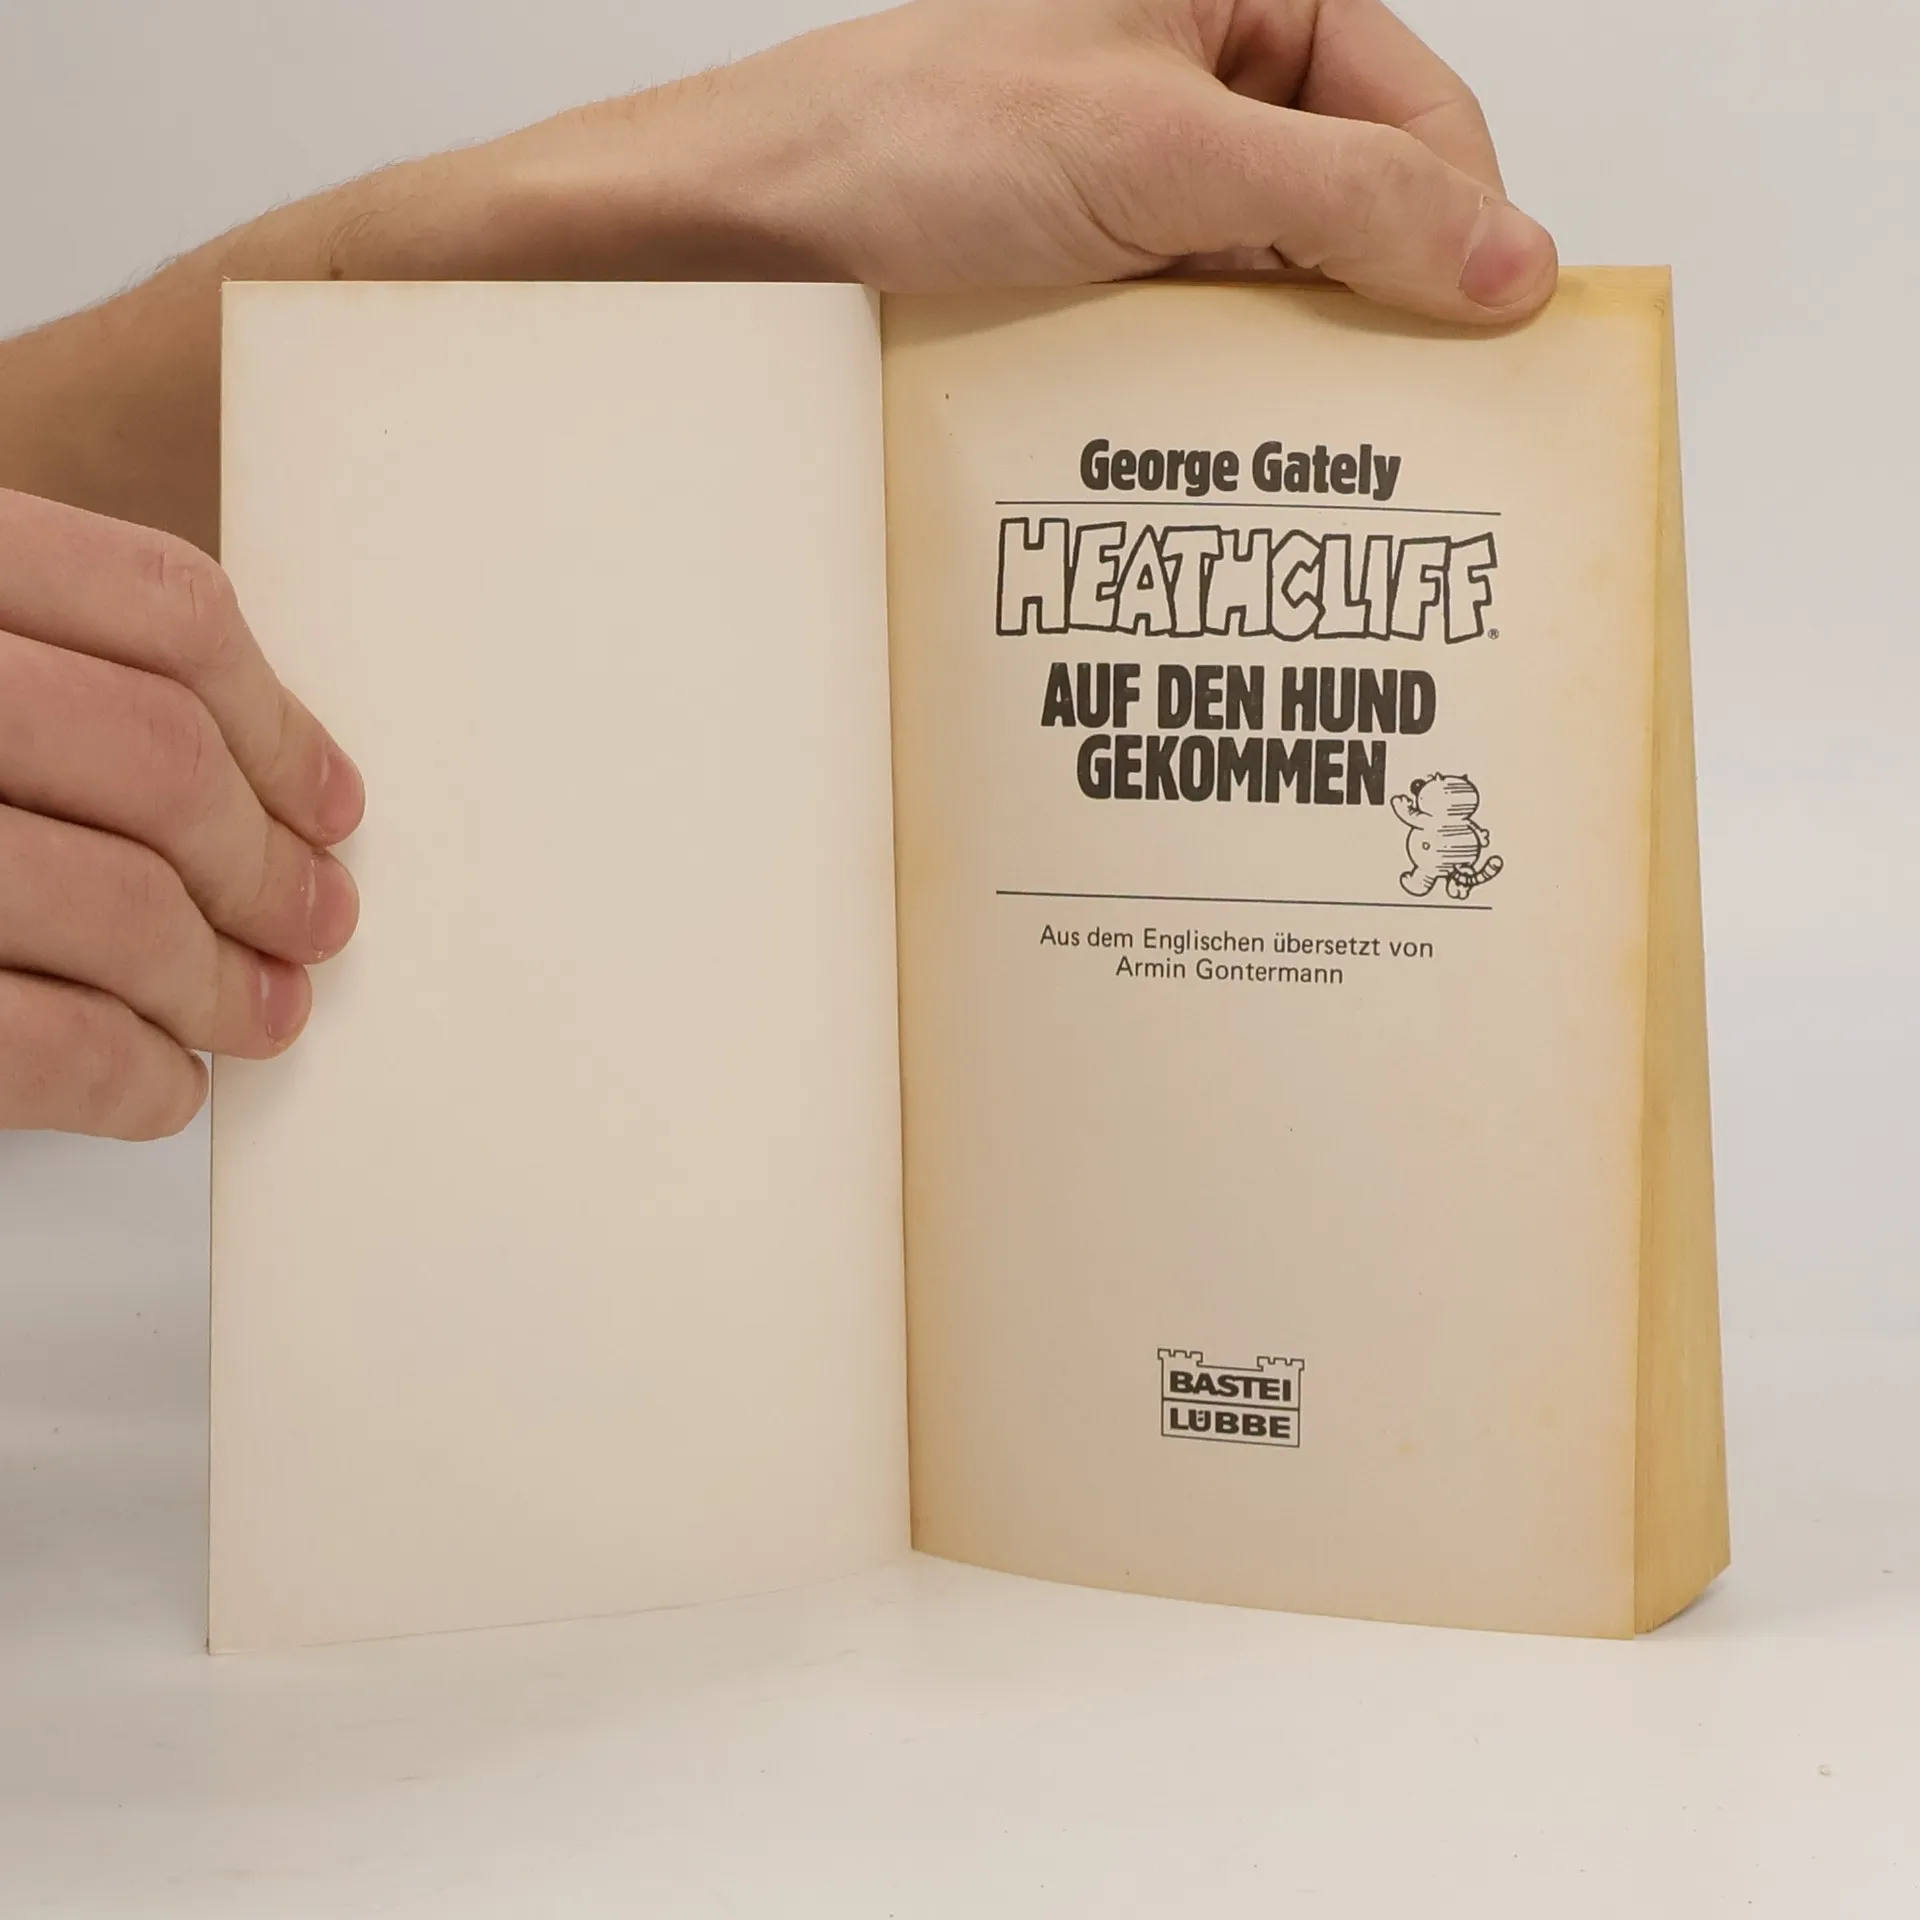 George Gately
HEATHCLIFF®
AUF DEN HUND
GEKOMMEN
Aus dem Englischen übersetzt von
Armin Gontermann
BASTEI
LÜBBE